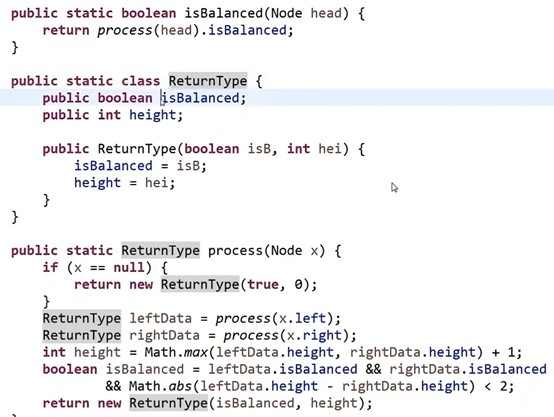 public static boolean isBalanced(Node head) {
    return process(head).isBalanced;
}
public static class ReturnType {
    public boolean isBalanced;
    public int height;
    public ReturnType(boolean isB, int hei) {
        isBalanced = isB;
        height = hei;
    }
}
public static ReturnType process(Node x) {
    if (x == null) {
        return new ReturnType(true, 0);
    }
    ReturnType leftData = process(x.left);
    ReturnType rightData = process(x.right);
    int height = Math.max(leftData.height, rightData.height) + 1;
    boolean isBalanced = leftData.isBalanced && rightData.isBalanced
            && Math.abs(leftData.height - rightData.height) < 2;
    return new ReturnType(isBalanced, height);